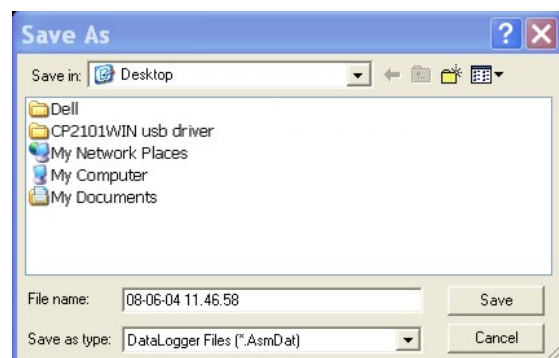 Save As
Save in: Desktop
Dell
CP2101WIN usb driver
My Network Places
My Computer
My Documents
File name: 08-06-04 11.46.58 Save
Save as type: DataLogger Files (*.AsmDat) Cancel